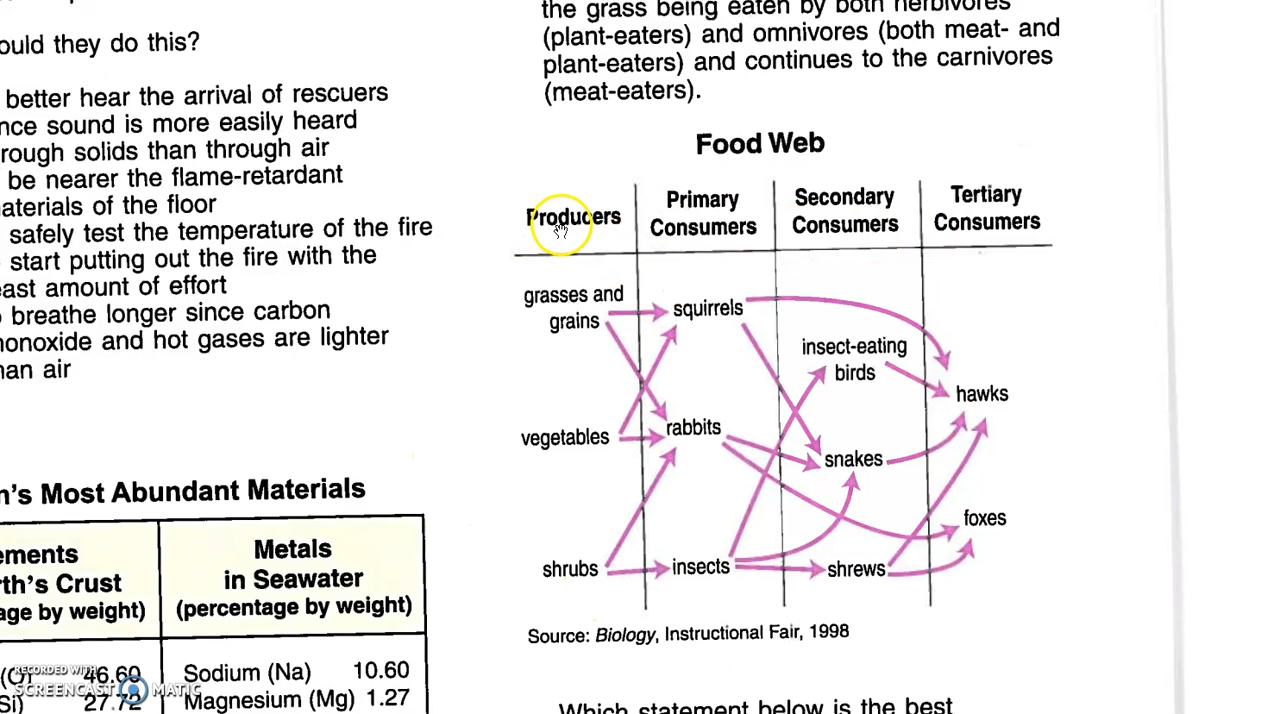 ould they do this?
better hear the arrival of rescuers
nce sound is more easily heard
rough solids than through air
be nearer the flame-retardant
aterials of the floor
safely test the temperature of the fire
start putting out the fire with the
east amount of effort
breathe longer since carbon
monoxide and hot gases are lighter
han air
n's Most Abundant Materials
ements
rth's Crust
age by weight)
Metals
in Seawater
(percentage by weight)
(O) 46.60
Si) 27.72
Sodium (Na) 10.60
Magnesium (Mg) 1.27
RECORDED WITH
SCREENCAST MATIC
the grass being eaten by both herbivores
(plant-eaters) and omnivores (both meat- and
plant-eaters) and continues to the carnivores
(meat-eaters).
Food Web
Producers
Primary
Consumers
Secondary
Consumers
Tertiary
Consumers
grasses and
grains
squirrels
insect-eating
birds
hawks
vegetables
rabbits
snakes
foxes
shrubs
insects
shrews
Source: Biology, Instructional Fair, 1998
Which statement below is the best